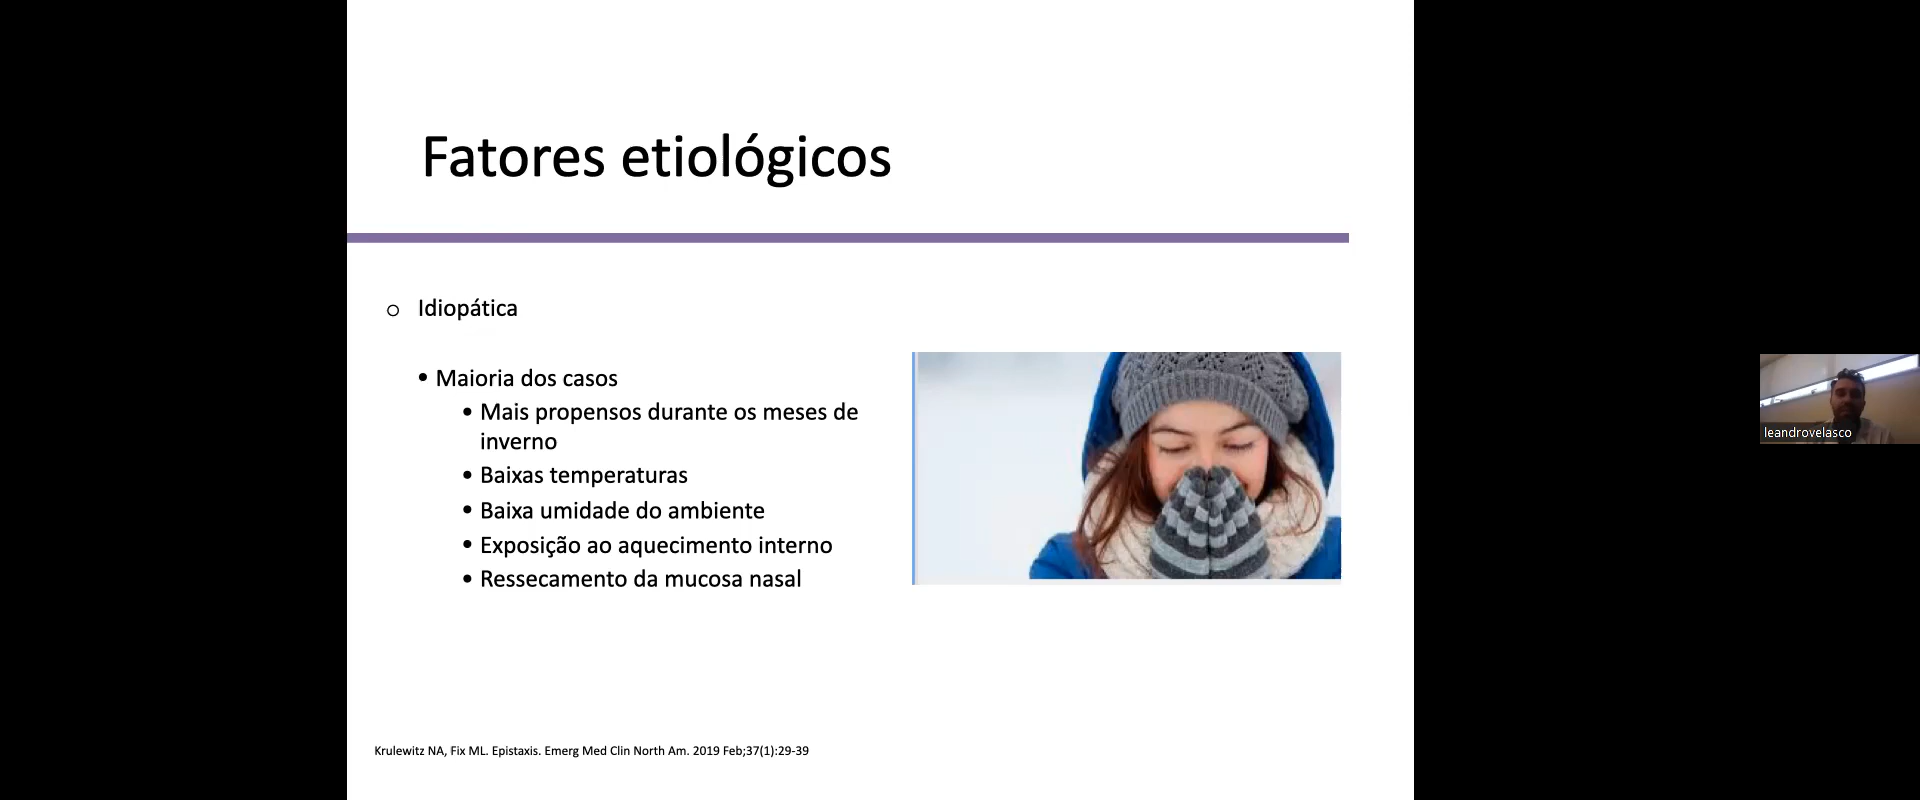 Fatores etiológicos
o Idiopática
• Maioria dos casos
• Mais propensos durante os meses de
inverno
• Baixas temperaturas
• Baixa umidade do ambiente
• Exposição ao aquecimento interno
• Ressecamento da mucosa nasal
leandrovelasco
Krulewitz NA, Fix ML. Epistaxis. Emerg Med Clin North Am. 2019 Feb;37(1):29-39